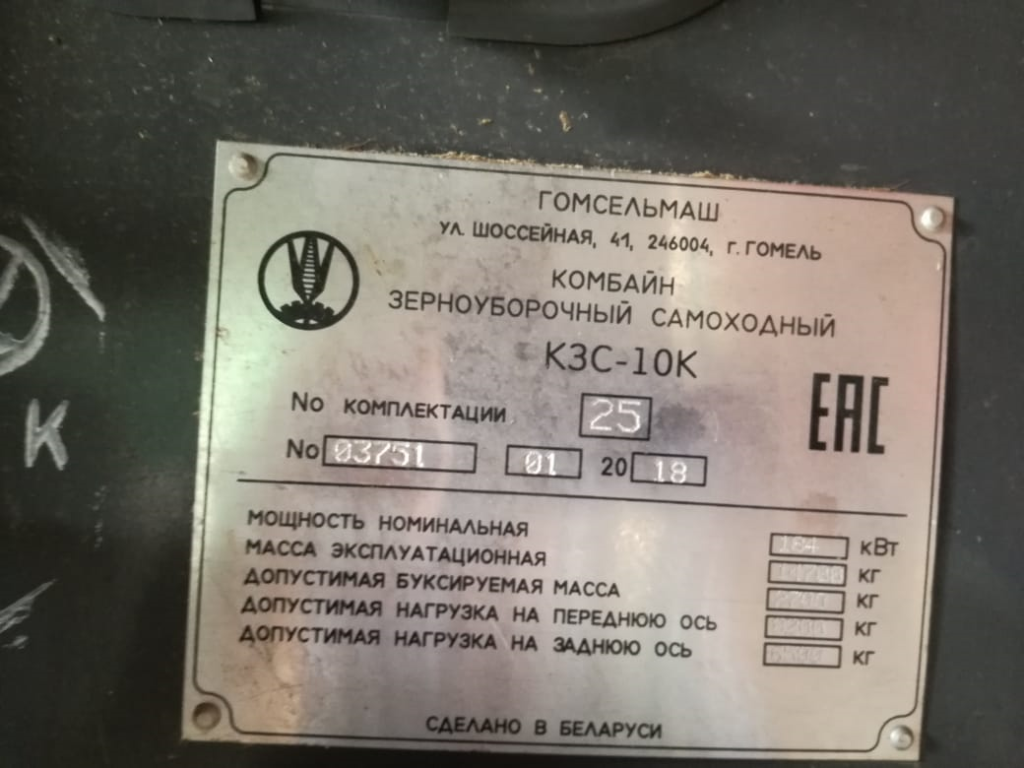 ГОМСЕЛЬМАШ
УЛ. ШОССЕЙНАЯ, 41, 246004, Г. ГОМЕЛЬ
КОМБАЙН
ЗЕРНОУБОРОЧНЫЙ САМОХОДНЫЙ
КЗС-10К
EAC
No КОМПЛЕКТАЦИИ 25
No 03751 01 20 18
МОЩНОСТЬ НОМИНАЛЬНАЯ 184 кВт
МАССА ЭКСПЛУАТАЦИОННАЯ КГ
ДОПУСТИМАЯ БУКСИРУЕМАЯ МАССА КГ
ДОПУСТИМАЯ НАГРУЗКА НА ПЕРЕДНЮЮ ОСЬ КГ
ДОПУСТИМАЯ НАГРУЗКА НА ЗАДНЮЮ ОСЬ КГ
СДЕЛАНО В БЕЛАРУСИ
К